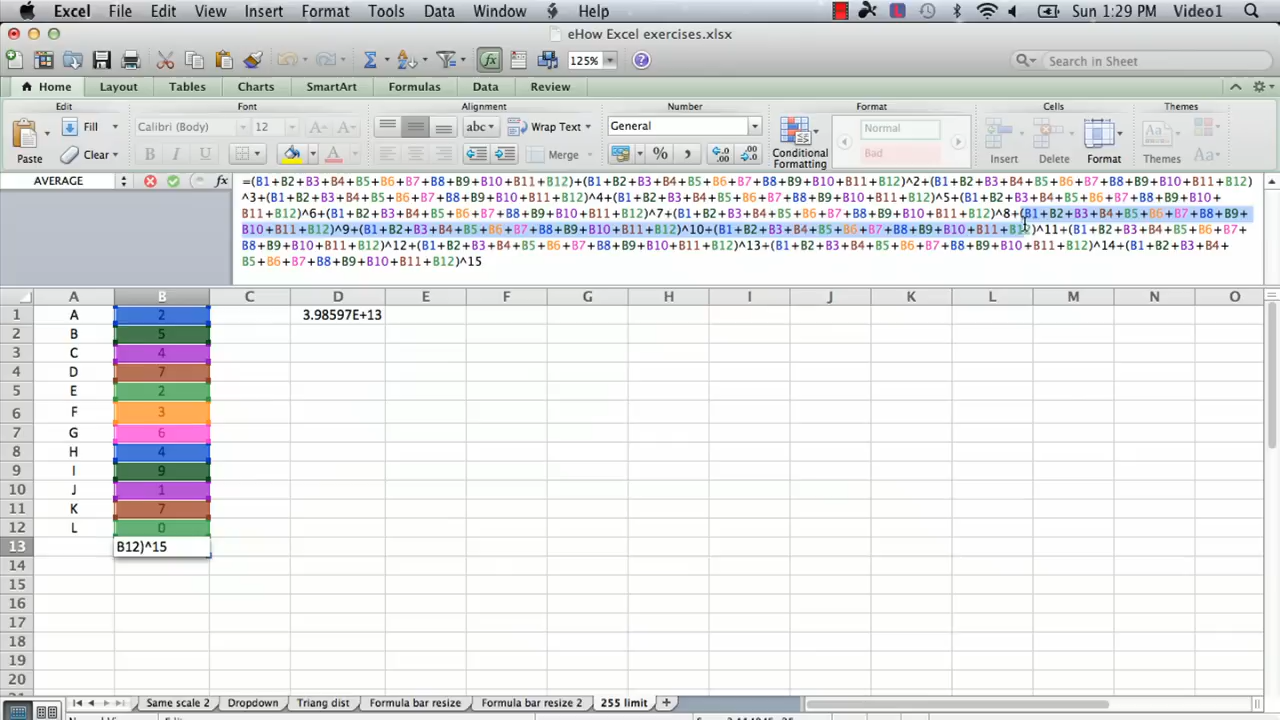 Excel File Edit View Insert Format Tools Data Window Help Sun 1:29 PM Video1
eHow Excel exercises.xlsx
125% Search in Sheet
Home Layout Tables Charts SmartArt Formulas Data Review
Edit Font Alignment Number Format Cells Themes
Fill Calibri (Body) 12 abc Wrap Text General Normal
Paste Clear B I U A Merge % Conditional Formatting Bad Insert Delete Format Themes Aa
AVERAGE fx =(B1+B2+B3+B4+B5+B6+B7+B8+B9+B10+B11+B12)+(B1+B2+B3+B4+B5+B6+B7+B8+B9+B10+B11+B12)^2+(B1+B2+B3+B4+B5+B6+B7+B8+B9+B10+B11+B12)
^3+(B1+B2+B3+B4+B5+B6+B7+B8+B9+B10+B11+B12)^4+(B1+B2+B3+B4+B5+B6+B7+B8+B9+B10+B11+B12)^5+(B1+B2+B3+B4+B5+B6+B7+B8+B9+B10+
B11+B12)^6+(B1+B2+B3+B4+B5+B6+B7+B8+B9+B10+B11+B12)^7+(B1+B2+B3+B4+B5+B6+B7+B8+B9+B10+B11+B12)^8+(B1+B2+B3+B4+B5+B6+B7+B8+B9+
B10+B11+B12)^9+(B1+B2+B3+B4+B5+B6+B7+B8+B9+B10+B11+B12)^10+(B1+B2+B3+B4+B5+B6+B7+B8+B9+B10+B11+B12)^11+(B1+B2+B3+B4+B5+B6+B7+
B8+B9+B10+B11+B12)^12+(B1+B2+B3+B4+B5+B6+B7+B8+B9+B10+B11+B12)^13+(B1+B2+B3+B4+B5+B6+B7+B8+B9+B10+B11+B12)^14+(B1+B2+B3+B4+
B5+B6+B7+B8+B9+B10+B11+B12)^15
A B C D E F G H I J K L M N O
1 A 2 3.98597E+13
2 B 5
3 C 4
4 D 7
5 E 2
6 F 3
7 G 6
8 H 4
9 I 9
10 J 1
11 K 7
12 L 0
13 B12)^15
14
15
16
17
18
19
20
Same scale 2 Dropdown Triang dist Formula bar resize Formula bar resize 2 255 limit